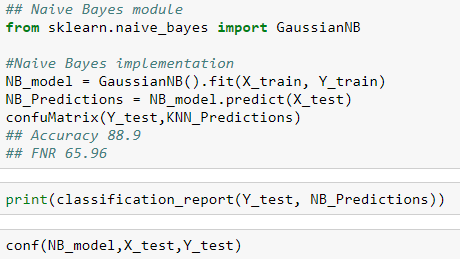 ## Naive Bayes module
from sklearn.naive_bayes import GaussianNB
#Naive Bayes implementation
NB_model = GaussianNB().fit(X_train, Y_train)
NB_Predictions = NB_model.predict(X_test)
confuMatrix(Y_test,KNN_Predictions)
## Accuracy 88.9
## FNR 65.96
print(classification_report(Y_test, NB_Predictions))
conf(NB_model,X_test,Y_test)